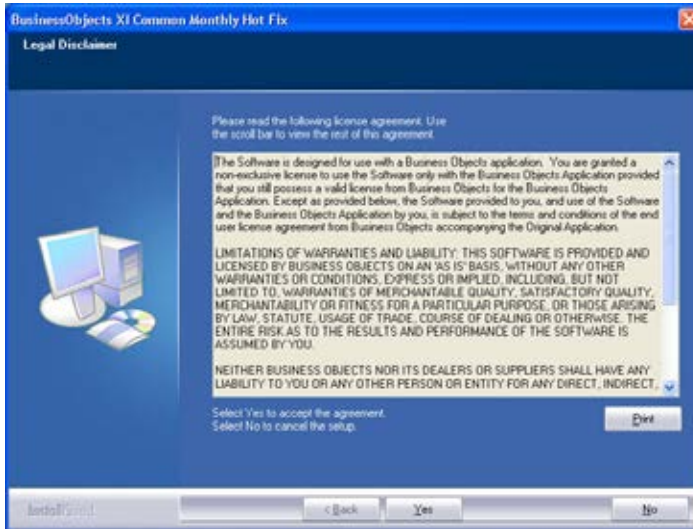 BusinessObjects XI Common Monthly Hot Fix
Legal Disclaimer
Please read the following license agreement. Use
the scroll bar to view the rest of this agreement.
The Software is designed for use with a Business Objects application.  You are granted a
non-exclusive license to use the Software only with the Business Objects Application provided
that you still possess a valid license from Business Objects for the Business Objects
Application. Except as provided below, the Software provided to you, and use of the Software
and the Business Objects Application by you, is subject to the terms and conditions of the end
user license agreement from Business Objects accompanying the Original Application.
LIMITATIONS OF WARRANTIES AND LIABILITY: THIS SOFTWARE IS PROVIDED AND
LICENSED BY BUSINESS OBJECTS ON AN 'AS IS' BASIS, WITHOUT ANY OTHER
WARRANTIES OR CONDITIONS, EXPRESS OR IMPLIED, INCLUDING, BUT NOT
LIMITED TO, WARRANTIES OF MERCHANTABLE QUALITY, SATISFACTORY QUALITY,
MERCHANTABILITY OR FITNESS FOR A PARTICULAR PURPOSE, OR THOSE ARISING
BY LAW, STATUTE, USAGE OF TRADE, COURSE OF DEALING OR OTHERWISE. THE
ENTIRE RISK AS TO THE RESULTS AND PERFORMANCE OF THE SOFTWARE IS
ASSUMED BY YOU.
NEITHER BUSINESS OBJECTS NOR ITS DEALERS OR SUPPLIERS SHALL HAVE ANY
LIABILITY TO YOU OR ANY OTHER PERSON OR ENTITY FOR ANY DIRECT, INDIRECT,
Select Yes to accept the agreement.
Select No to cancel the setup.
Print
InstallShield
< Back
Yes
No